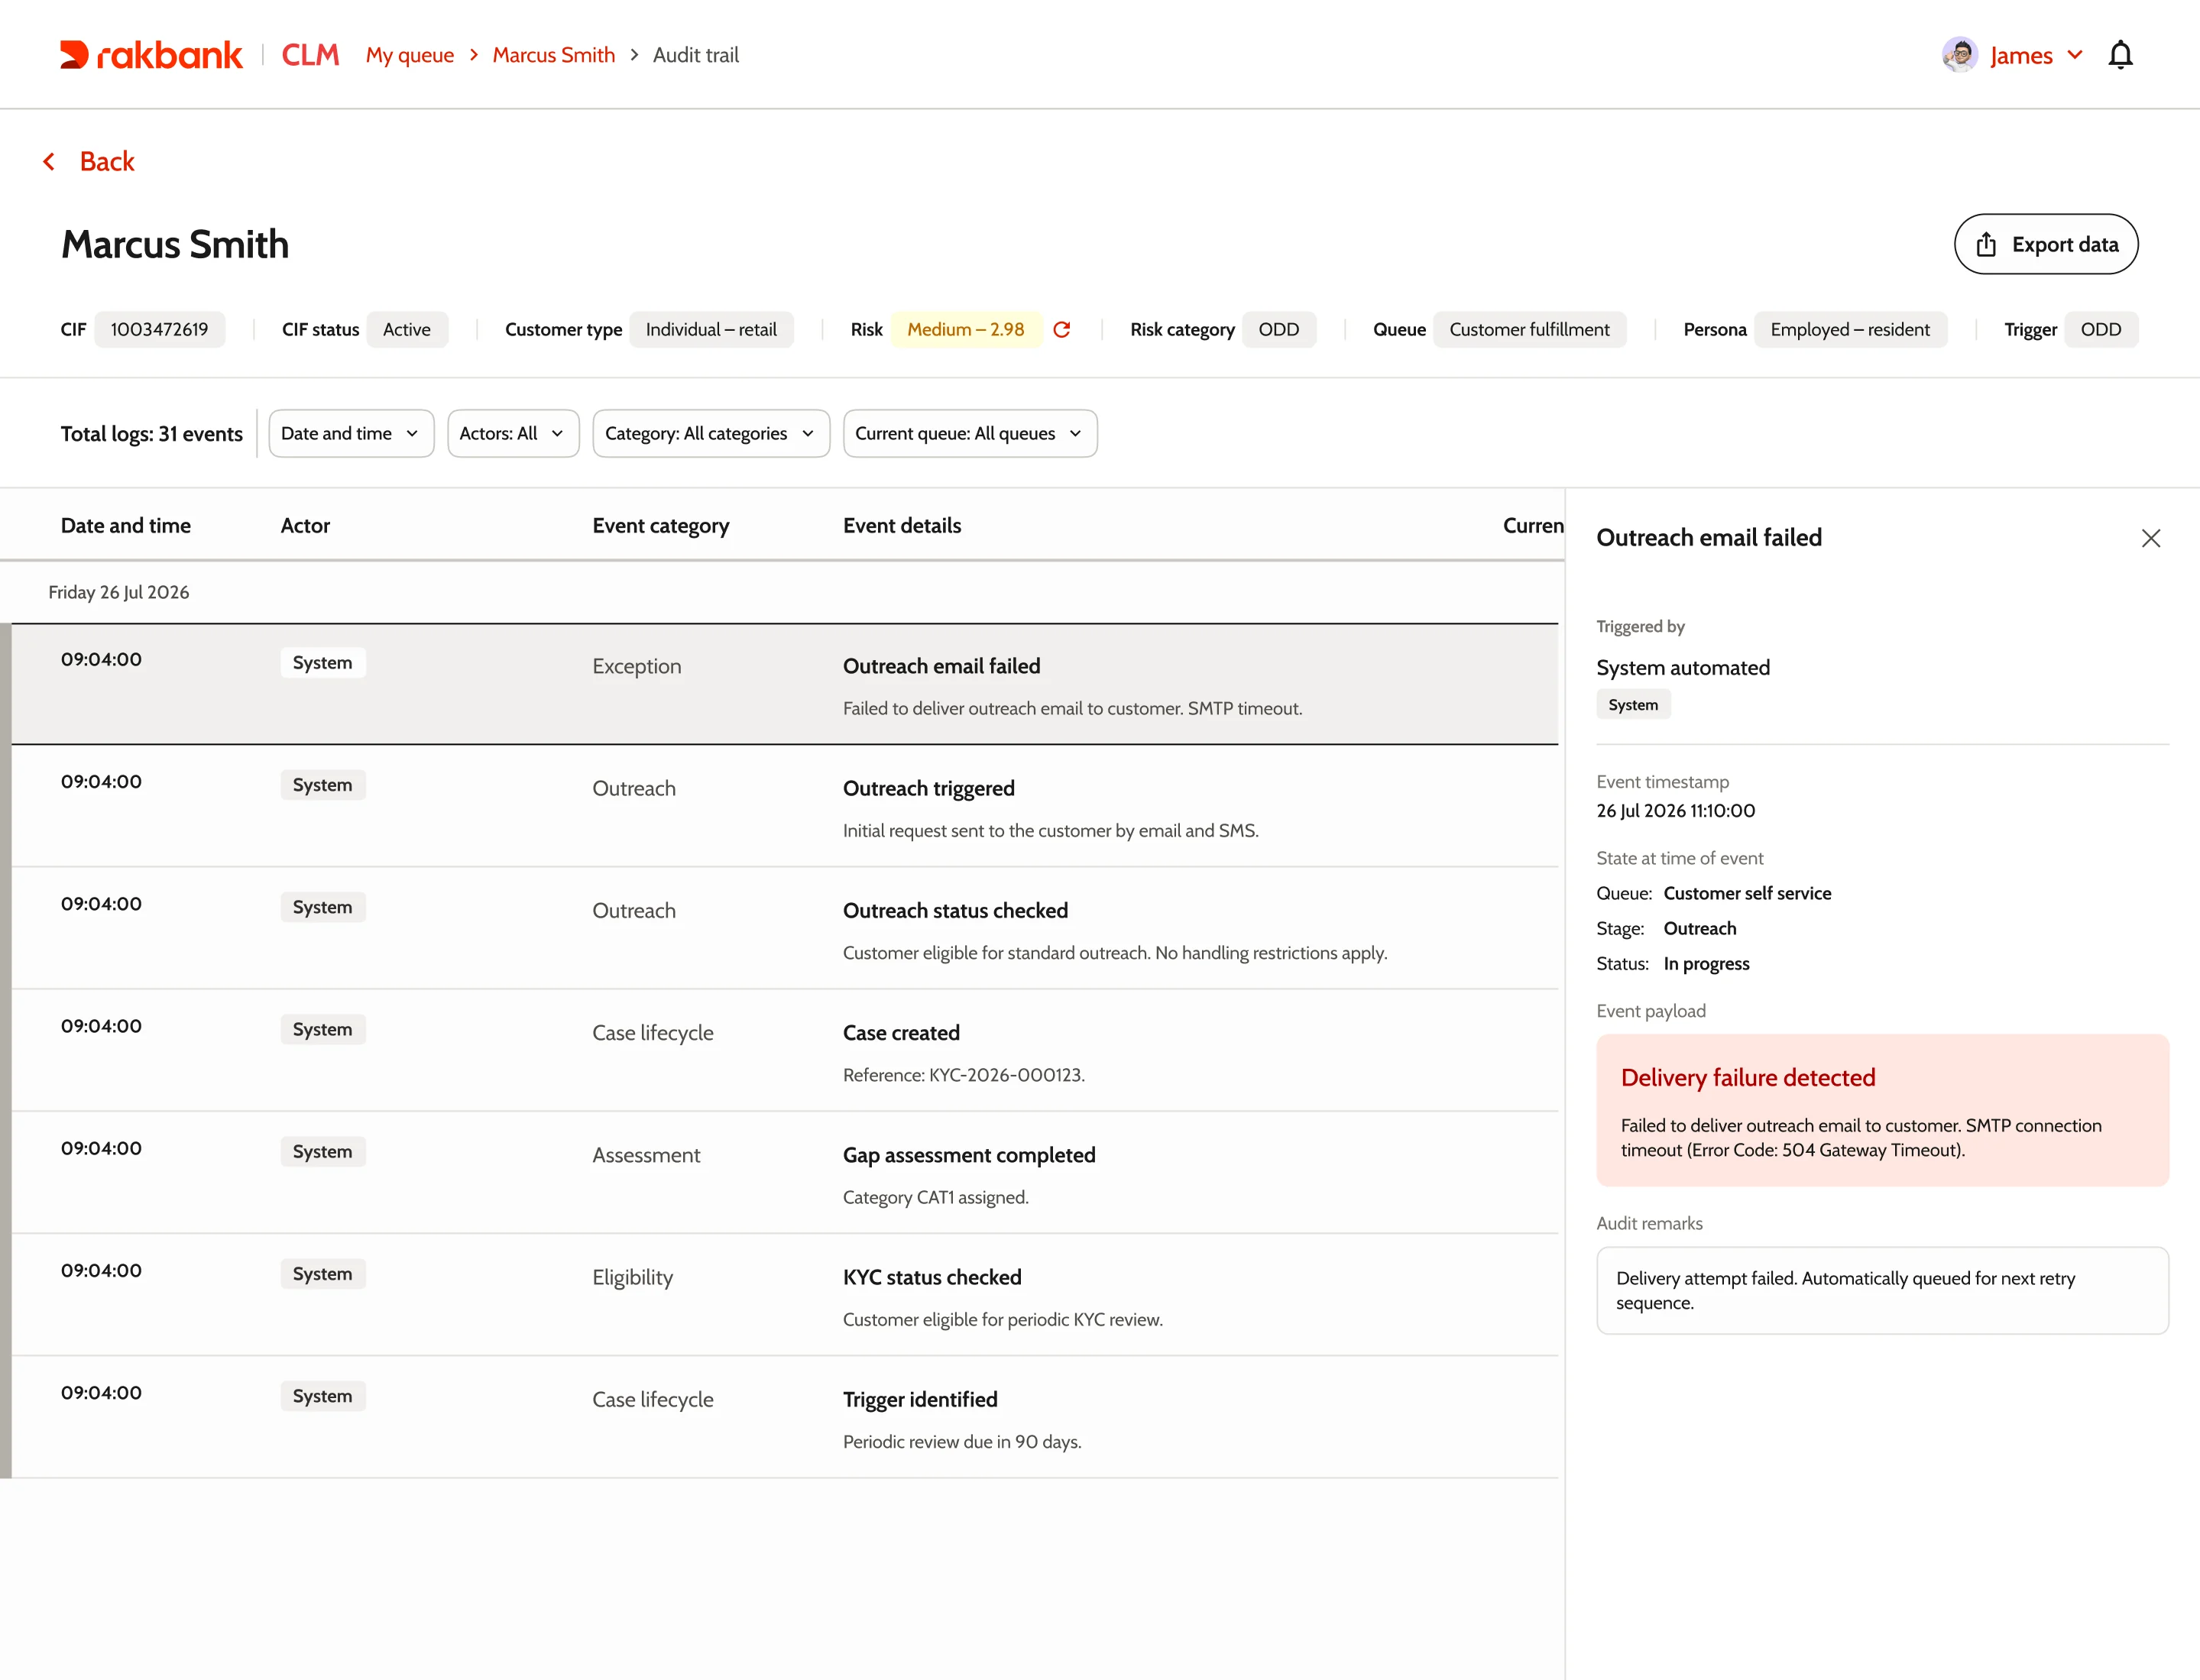 rakbank | CLM My queue > Marcus Smith > Audit trail James
Back
Marcus Smith Export data
CIF 1003472619 CIF status Active Customer type Individual – retail Risk Medium – 2.98 Risk category ODD Queue Customer fulfillment Persona Employed – resident Trigger ODD
Total logs: 31 events Date and time Actors: All Category: All categories Current queue: All queues
Date and time Actor Event category Event details Curren
Friday 26 Jul 2026
09:04:00 System Exception Outreach email failed
Failed to deliver outreach email to customer. SMTP timeout.
09:04:00 System Outreach Outreach triggered
Initial request sent to the customer by email and SMS.
09:04:00 System Outreach Outreach status checked
Customer eligible for standard outreach. No handling restrictions apply.
09:04:00 System Case lifecycle Case created
Reference: KYC-2026-000123.
09:04:00 System Assessment Gap assessment completed
Category CAT1 assigned.
09:04:00 System Eligibility KYC status checked
Customer eligible for periodic KYC review.
09:04:00 System Case lifecycle Trigger identified
Periodic review due in 90 days.
Outreach email failed
Triggered by
System automated
System
Event timestamp
26 Jul 2026 11:10:00
State at time of event
Queue: Customer self service
Stage: Outreach
Status: In progress
Event payload
Delivery failure detected
Failed to deliver outreach email to customer. SMTP connection
timeout (Error Code: 504 Gateway Timeout).
Audit remarks
Delivery attempt failed. Automatically queued for next retry
sequence.